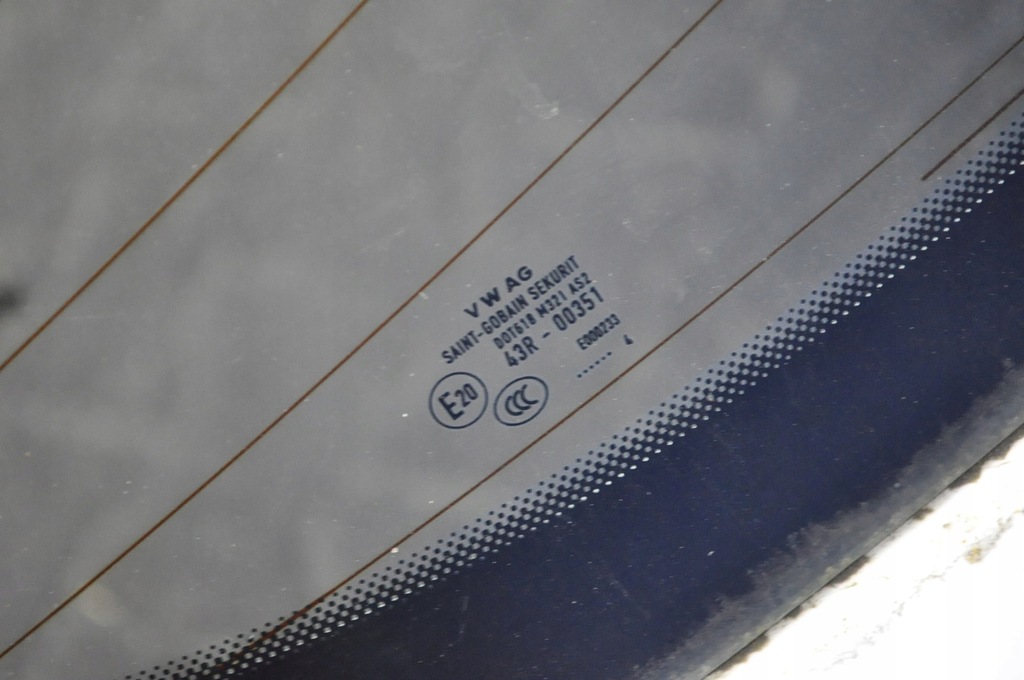 VW AG
SAINT-GOBAIN SEKURIT
DOT618 M321 AS2
43R - 00351
E000233
...... 4
E20
CCC